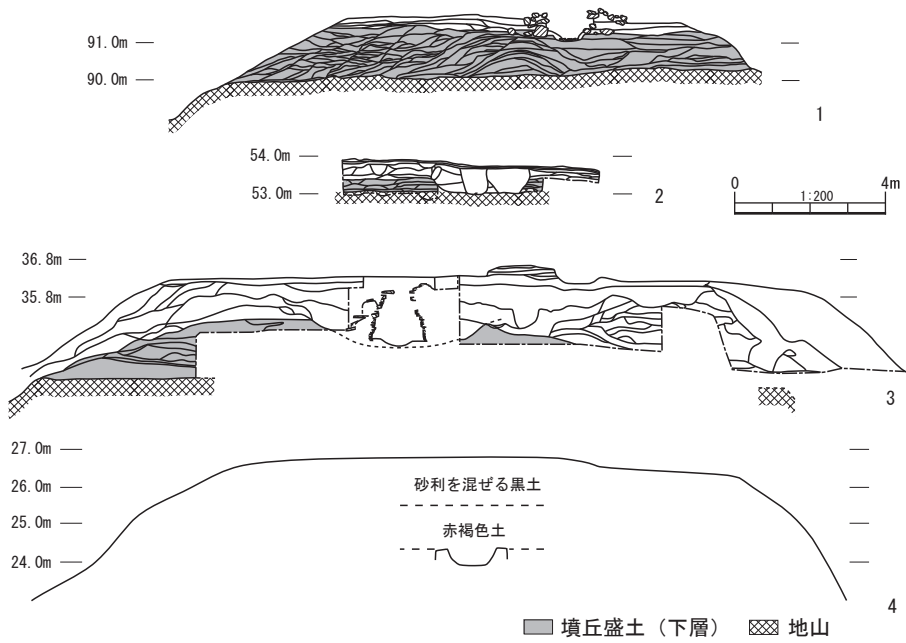 91.0m
90.0m
1
54.0m
53.0m
2
0 4m
1:200
36.8m
35.8m
3
27.0m
26.0m
25.0m
24.0m
砂利を混ぜる黒土
赤褐色土
4
墳丘盛土（下層） 地山